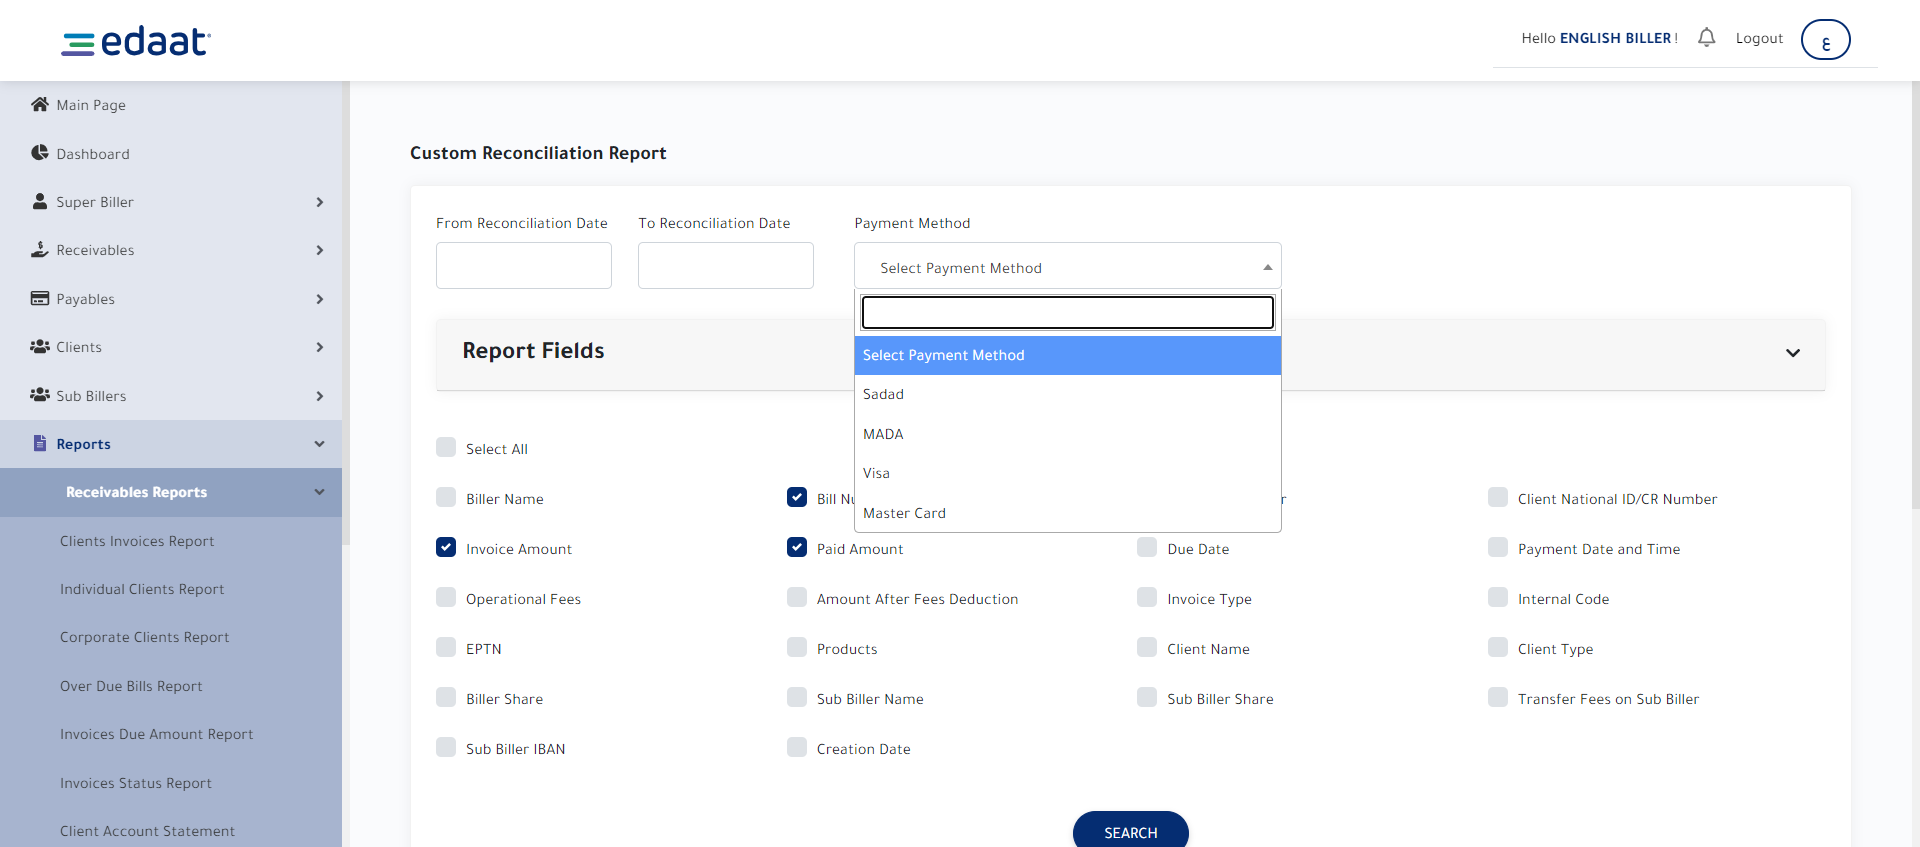 edaat
Hello ENGLISH BILLER !
Logout
ع
Main Page
Dashboard
Super Biller
Receivables
Payables
Clients
Sub Billers
Reports
Receivables Reports
Clients Invoices Report
Individual Clients Report
Corporate Clients Report
Over Due Bills Report
Invoices Due Amount Report
Invoices Status Report
Client Account Statement
Custom Reconciliation Report
From Reconciliation Date
To Reconciliation Date
Payment Method
Select Payment Method
Select Payment Method
Sadad
MADA
Visa
Master Card
Report Fields
Select All
Biller Name
Bill
Client National ID/CR Number
Invoice Amount
Paid Amount
Due Date
Payment Date and Time
Operational Fees
Amount After Fees Deduction
Invoice Type
Internal Code
EPTN
Products
Client Name
Client Type
Biller Share
Sub Biller Name
Sub Biller Share
Transfer Fees on Sub Biller
Sub Biller IBAN
Creation Date
SEARCH